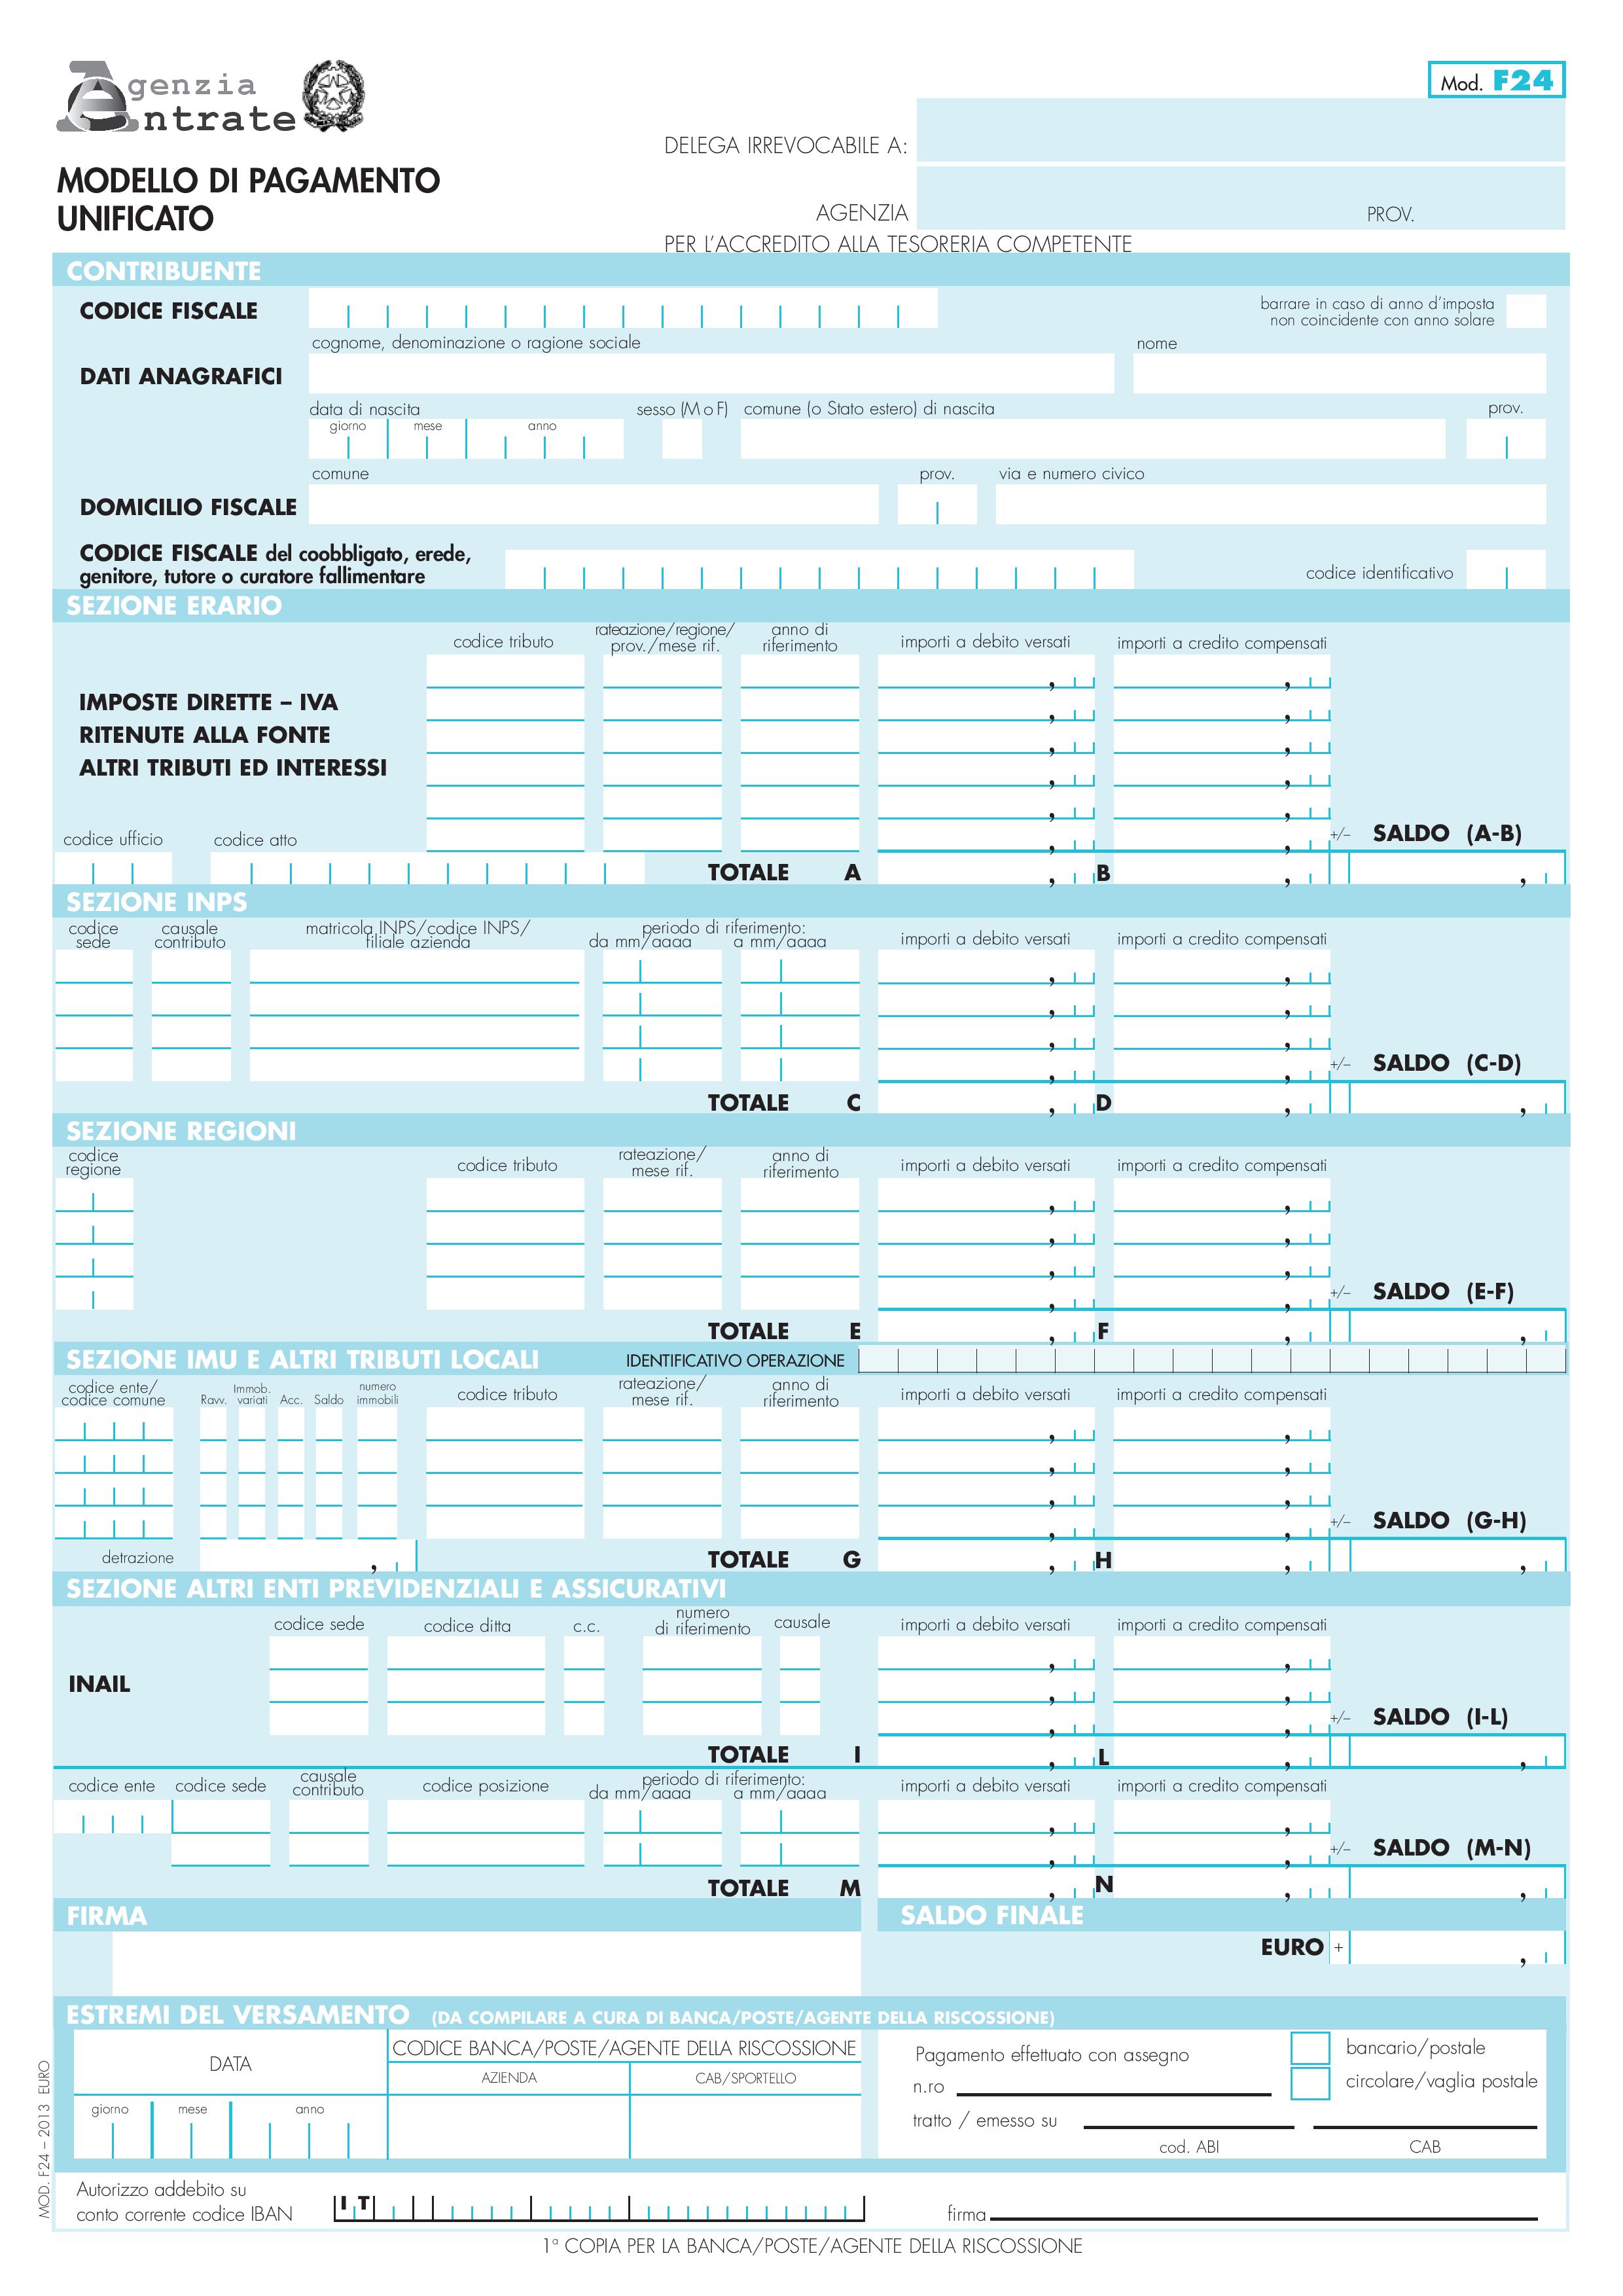 Agenzia
Entrate
Mod. F24
DELEGA IRREVOCABILE A:
MODELLO DI PAGAMENTO
UNIFICATO
AGENZIA PROV.
PER L'ACCREDITO ALLA TESORERIA COMPETENTE
CONTRIBUENTE
CODICE FISCALE
barrare in caso di anno d'imposta
non coincidente con anno solare
cognome, denominazione o ragione sociale nome
DATI ANAGRAFICI
data di nascita sesso (M o F) comune (o Stato estero) di nascita prov.
giorno mese anno
comune prov. via e numero civico
DOMICILIO FISCALE
CODICE FISCALE del coobbligato, erede,
genitore, tutore o curatore fallimentare codice identificativo
SEZIONE ERARIO
codice tributo rateazione/regione/ prov./mese rif. anno di riferimento importi a debito versati importi a credito compensati
IMPOSTE DIRETTE – IVA
RITENUTE ALLA FONTE
ALTRI TRIBUTI ED INTERESSI
codice ufficio codice atto +/– SALDO (A-B)
TOTALE A B
SEZIONE INPS
codice sede causale contributo matricola INPS/codice INPS/ filiale azienda periodo di riferimento: da mm/aaaa a mm/aaaa importi a debito versati importi a credito compensati
+/– SALDO (C-D)
TOTALE C D
SEZIONE REGIONI
codice regione codice tributo rateazione/ mese rif. anno di riferimento importi a debito versati importi a credito compensati
+/– SALDO (E-F)
TOTALE E F
SEZIONE IMU E ALTRI TRIBUTI LOCALI IDENTIFICATIVO OPERAZIONE
codice ente/ codice comune Ravv. Immob. variati Acc. Saldo numero immobili codice tributo rateazione/ mese rif. anno di riferimento importi a debito versati importi a credito compensati
+/– SALDO (G-H)
detrazione TOTALE G H
SEZIONE ALTRI ENTI PREVIDENZIALI E ASSICURATIVI
codice sede codice ditta c.c. numero di riferimento causale importi a debito versati importi a credito compensati
INAIL
+/– SALDO (I-L)
TOTALE I L
codice ente codice sede causale contributo codice posizione periodo di riferimento: da mm/aaaa a mm/aaaa importi a debito versati importi a credito compensati
+/– SALDO (M-N)
TOTALE M N
FIRMA SALDO FINALE
EURO +
ESTREMI DEL VERSAMENTO (DA COMPILARE A CURA DI BANCA/POSTE/AGENTE DELLA RISCOSSIONE)
DATA CODICE BANCA/POSTE/AGENTE DELLA RISCOSSIONE
AZIENDA CAB/SPORTELLO
giorno mese anno
Pagamento effettuato con assegno bancario/postale
n.ro circolare/vaglia postale
tratto / emesso su
cod. ABI CAB
MOD. F24 – 2013 EURO
Autorizzo addebito su
conto corrente codice IBAN IT firma
1ª COPIA PER LA BANCA/POSTE/AGENTE DELLA RISCOSSIONE